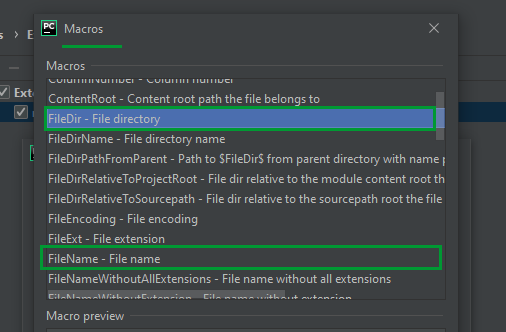 PC
Macros
Macros
ColumnNumber - Column number
ContentRoot - Content root path the file belongs to
FileDir - File directory
FileDirName - File directory name
FileDirPathFromParent - Path to $FileDir$ from parent directory with name
FileDirRelativeToProjectRoot - File dir relative to the module content root
FileDirRelativeToSourcepath - File dir relative to the sourcepath root the file
FileEncoding - File encoding
FileExt - File extension
FileName - File name
FileNameWithoutAllExtensions - File name without all extensions
FileNameWithoutExtension - File name without extension
Macro preview